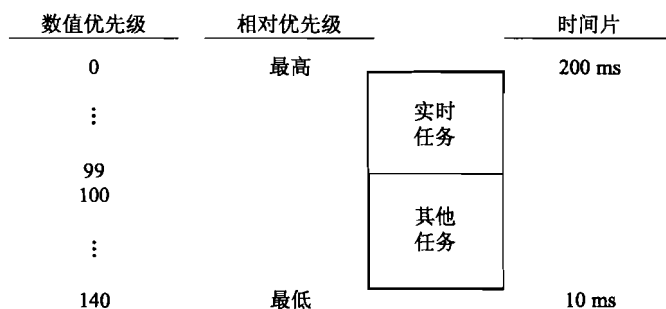 数值优先级 相对优先级 时间片
0 最高 200 ms
⋮ 实时
任务
99
100
其他
⋮ 任务
140 最低 10 ms